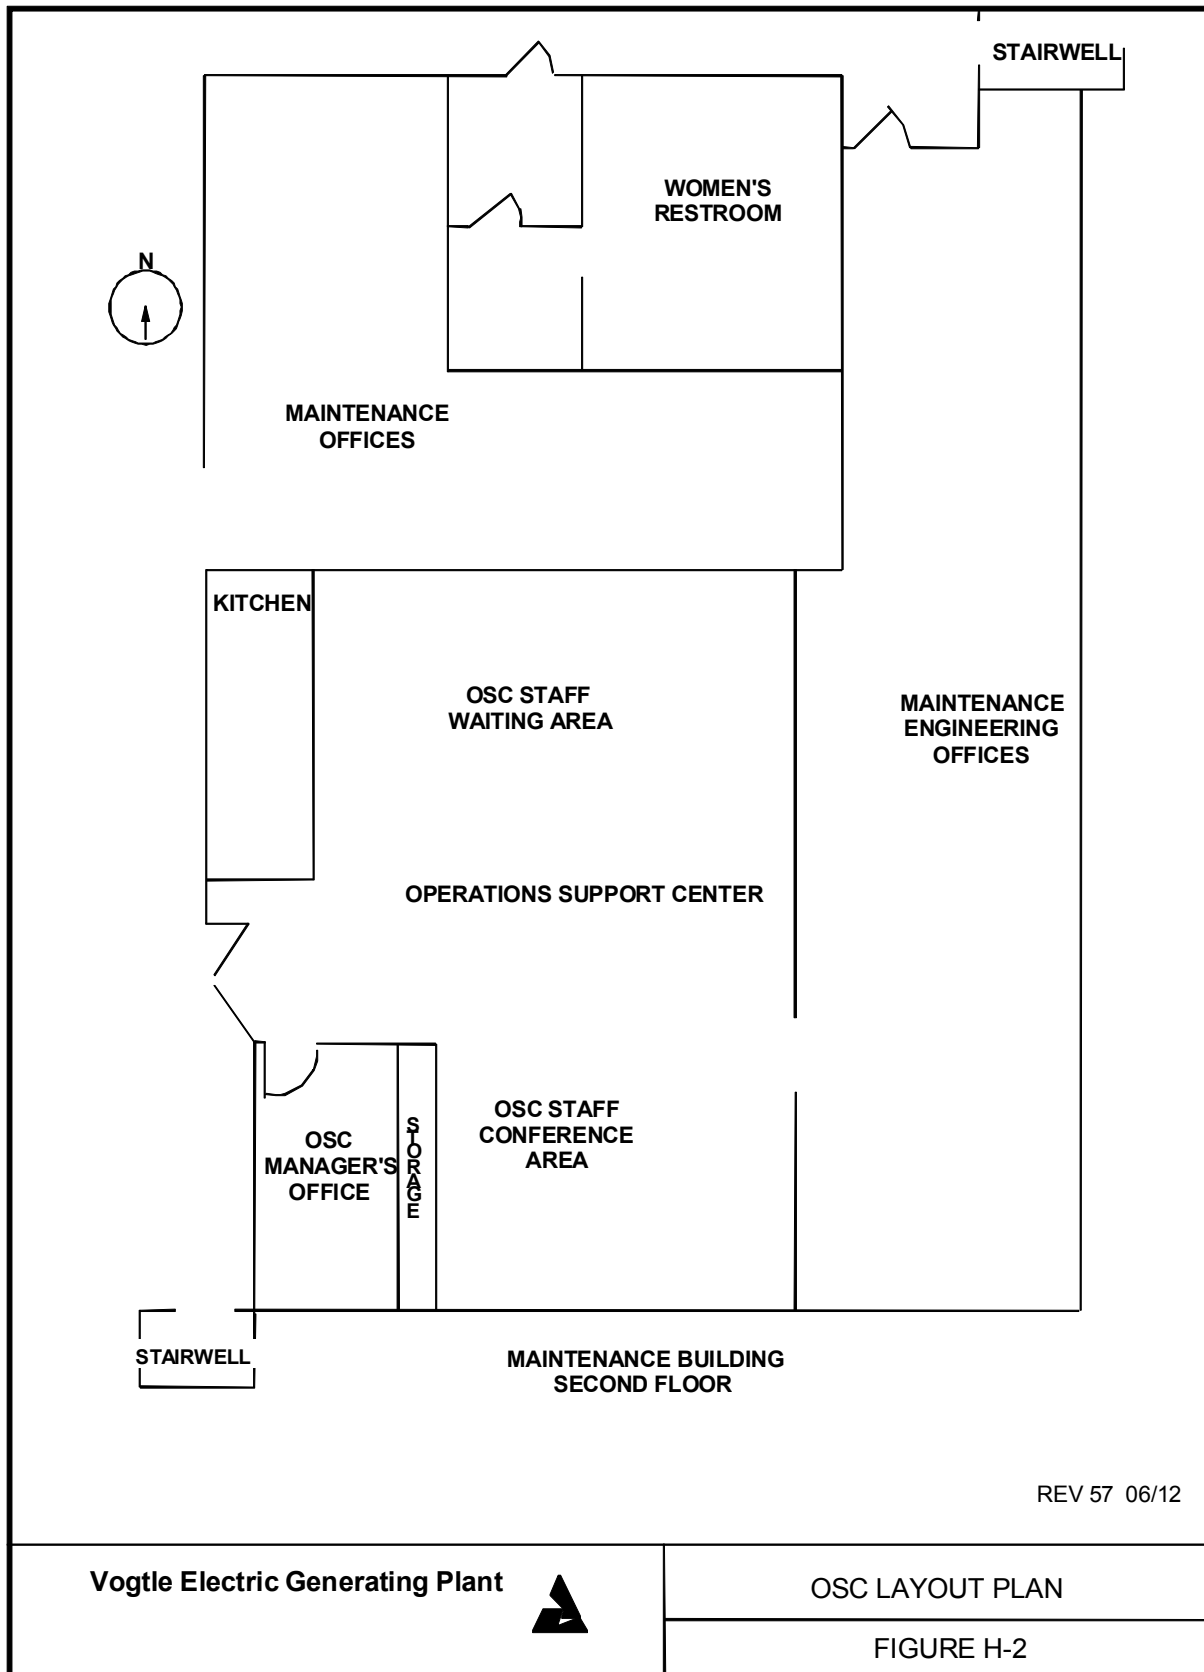 STAIRWELL
WOMEN'S
RESTROOM
N
MAINTENANCE
OFFICES
KITCHEN
OSC STAFF
WAITING AREA
MAINTENANCE
ENGINEERING
OFFICES
OPERATIONS SUPPORT CENTER
OSC STAFF
CONFERENCE
AREA
OSC
MANAGER'S
OFFICE
STORAGE
STAIRWELL
MAINTENANCE BUILDING
SECOND FLOOR
REV 57 06/12
Vogtle Electric Generating Plant
OSC LAYOUT PLAN
FIGURE H-2